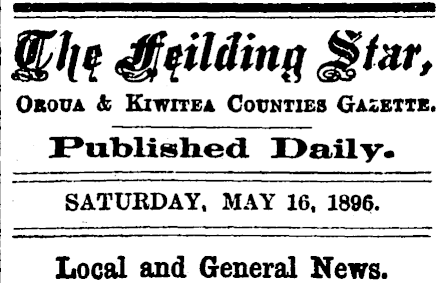 The Feilding Star,
OROUA & KIWITEA COUNTIES GAZETTE.
Published Daily.
SATURDAY, MAY 16, 1896.
Local and General News.